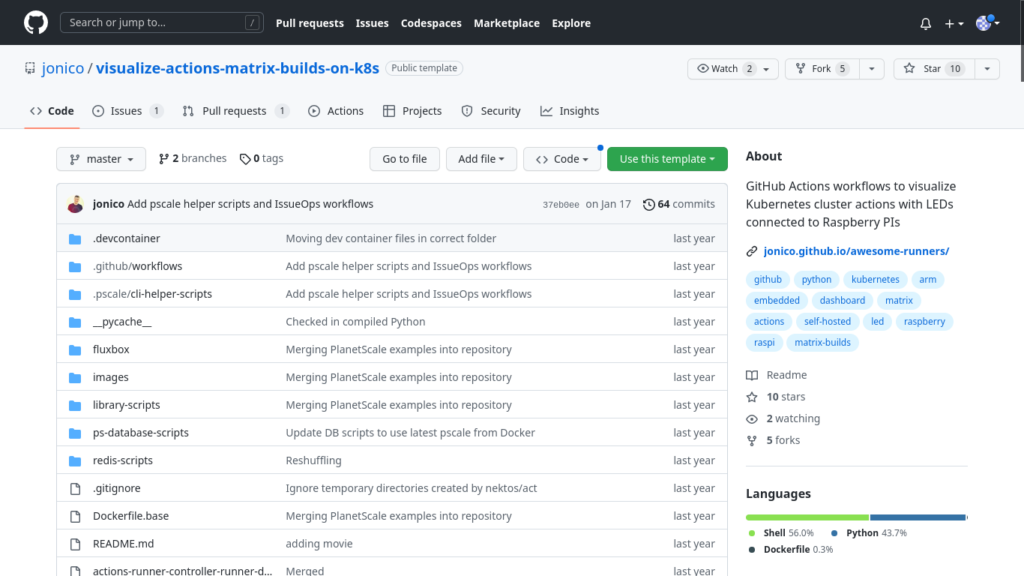 Search or jump to... /
Pull requests Issues Codespaces Marketplace Explore
jonico / visualize-actions-matrix-builds-on-k8s Public template
Watch 2 Fork 5 Star 10
Code Issues 1 Pull requests 1 Actions Projects Security Insights
master 2 branches 0 tags Go to file Add file Code Use this template
jonico Add pscale helper scripts and IssueOps workflows 37eb0ee on Jan 17 64 commits
.devcontainer Moving dev container files in correct folder last year
.github/workflows Add pscale helper scripts and IssueOps workflows last year
.pscale/cli-helper-scripts Add pscale helper scripts and IssueOps workflows last year
__pycache__ Checked in compiled Python last year
fluxbox Merging PlanetScale examples into repository last year
images Merging PlanetScale examples into repository last year
library-scripts Merging PlanetScale examples into repository last year
ps-database-scripts Update DB scripts to use latest pscale from Docker last year
redis-scripts Reshuffling last year
.gitignore Ignore temporary directories created by nektos/act last year
Dockerfile.base Merging PlanetScale examples into repository last year
README.md adding movie last year
actions-runner-controller-runner-d... Merged last year
About
GitHub Actions workflows to visualize
Kubernetes cluster actions with LEDs
connected to Raspberry PIs
jonico.github.io/awesome-runners/
github python kubernetes arm
embedded dashboard matrix
actions self-hosted led raspberry
raspi matrix-builds
Readme
10 stars
2 watching
5 forks
Languages
Shell 56.0% Python 43.7%
Dockerfile 0.3%